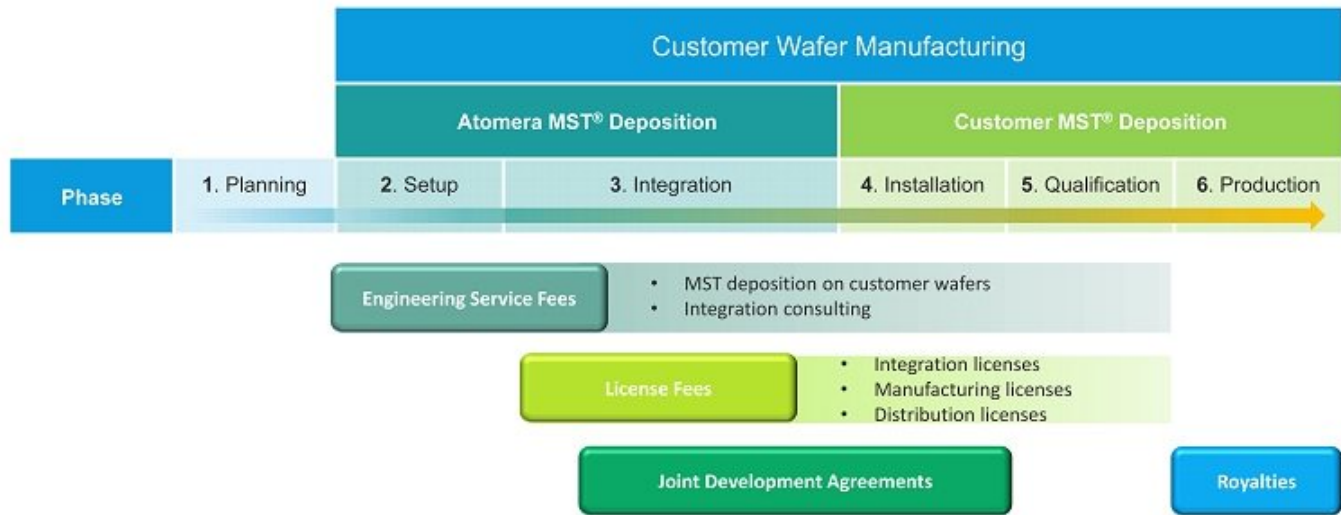 Customer Wafer Manufacturing
Atomera MST® Deposition
Customer MST® Deposition
Phase
1. Planning
2. Setup
3. Integration
4. Installation
5. Qualification
6. Production
Engineering Service Fees
• MST deposition on customer wafers
• Integration consulting
License Fees
• Integration licenses
• Manufacturing licenses
• Distribution licenses
Joint Development Agreements
Royalties